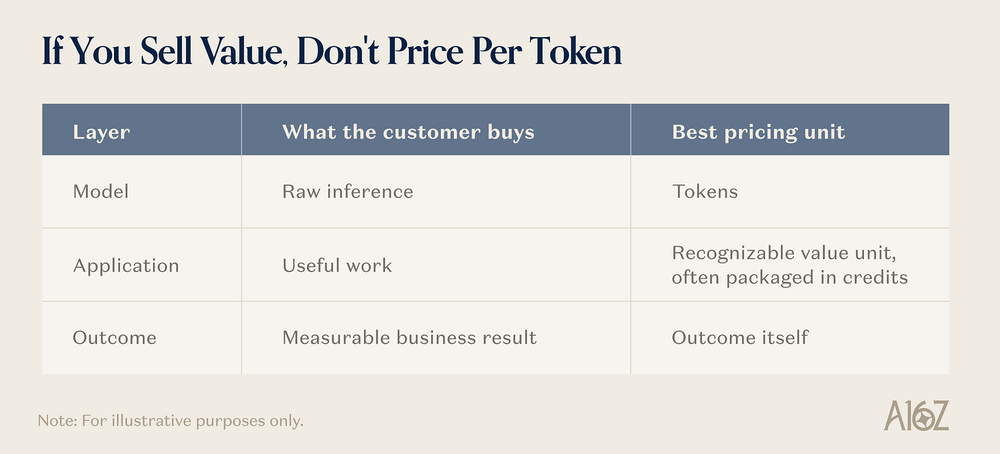 If You Sell Value, Don't Price Per Token
Layer
What the customer buys
Best pricing unit
Model
Raw inference
Tokens
Application
Useful work
Recognizable value unit,
often packaged in credits
Outcome
Measurable business result
Outcome itself
Note: For illustrative purposes only.
A16Z